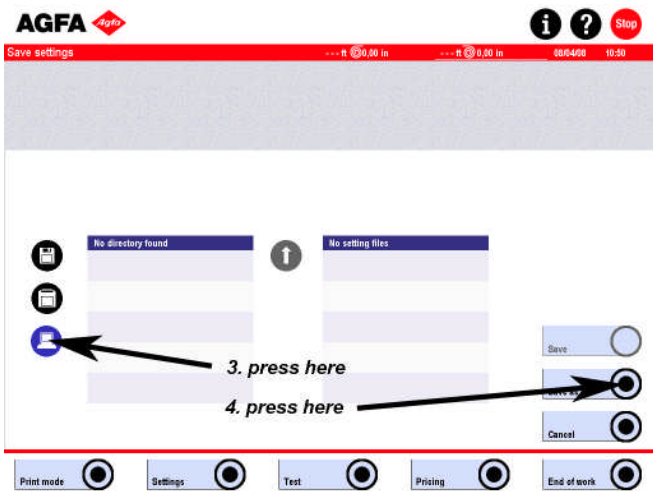 AGFA Agfa
i ? Stop
Save settings --- ft 0,00 in --- ft 0,00 in 08/04/08 10:50
No directory found No setting files
3. press here
Save
4. press here Save as
Cancel
Print mode Settings Test Pricing End of work